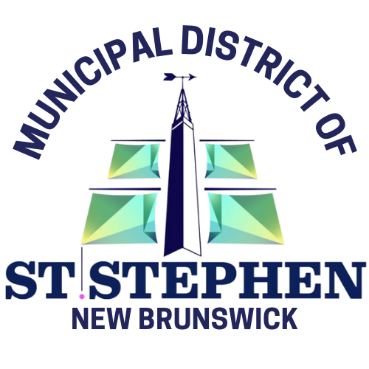 MUNICIPAL DISTRICT OF
ST. STEPHEN
NEW BRUNSWICK